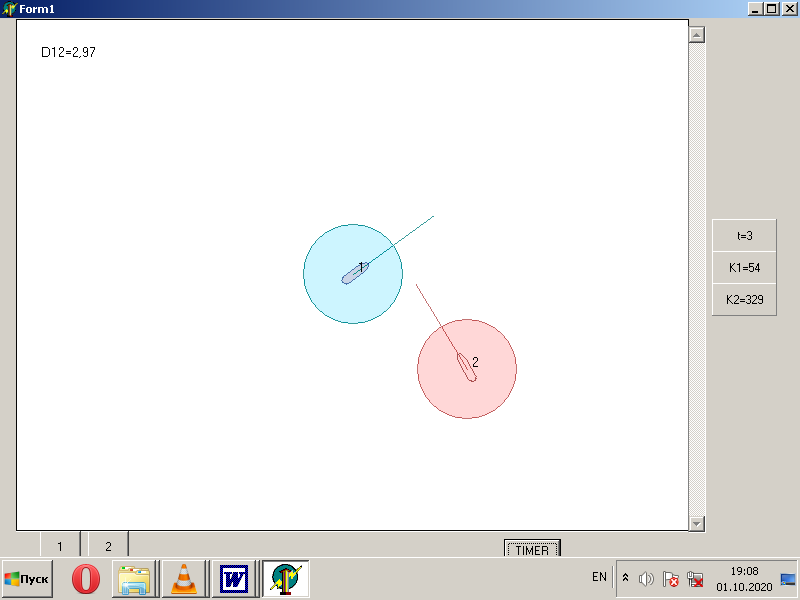 Form1
D12=2,97
1
2
t=3
K1=54
K2=329
1
2
TIMER
Пуск
W
EN
19:08
01.10.2020